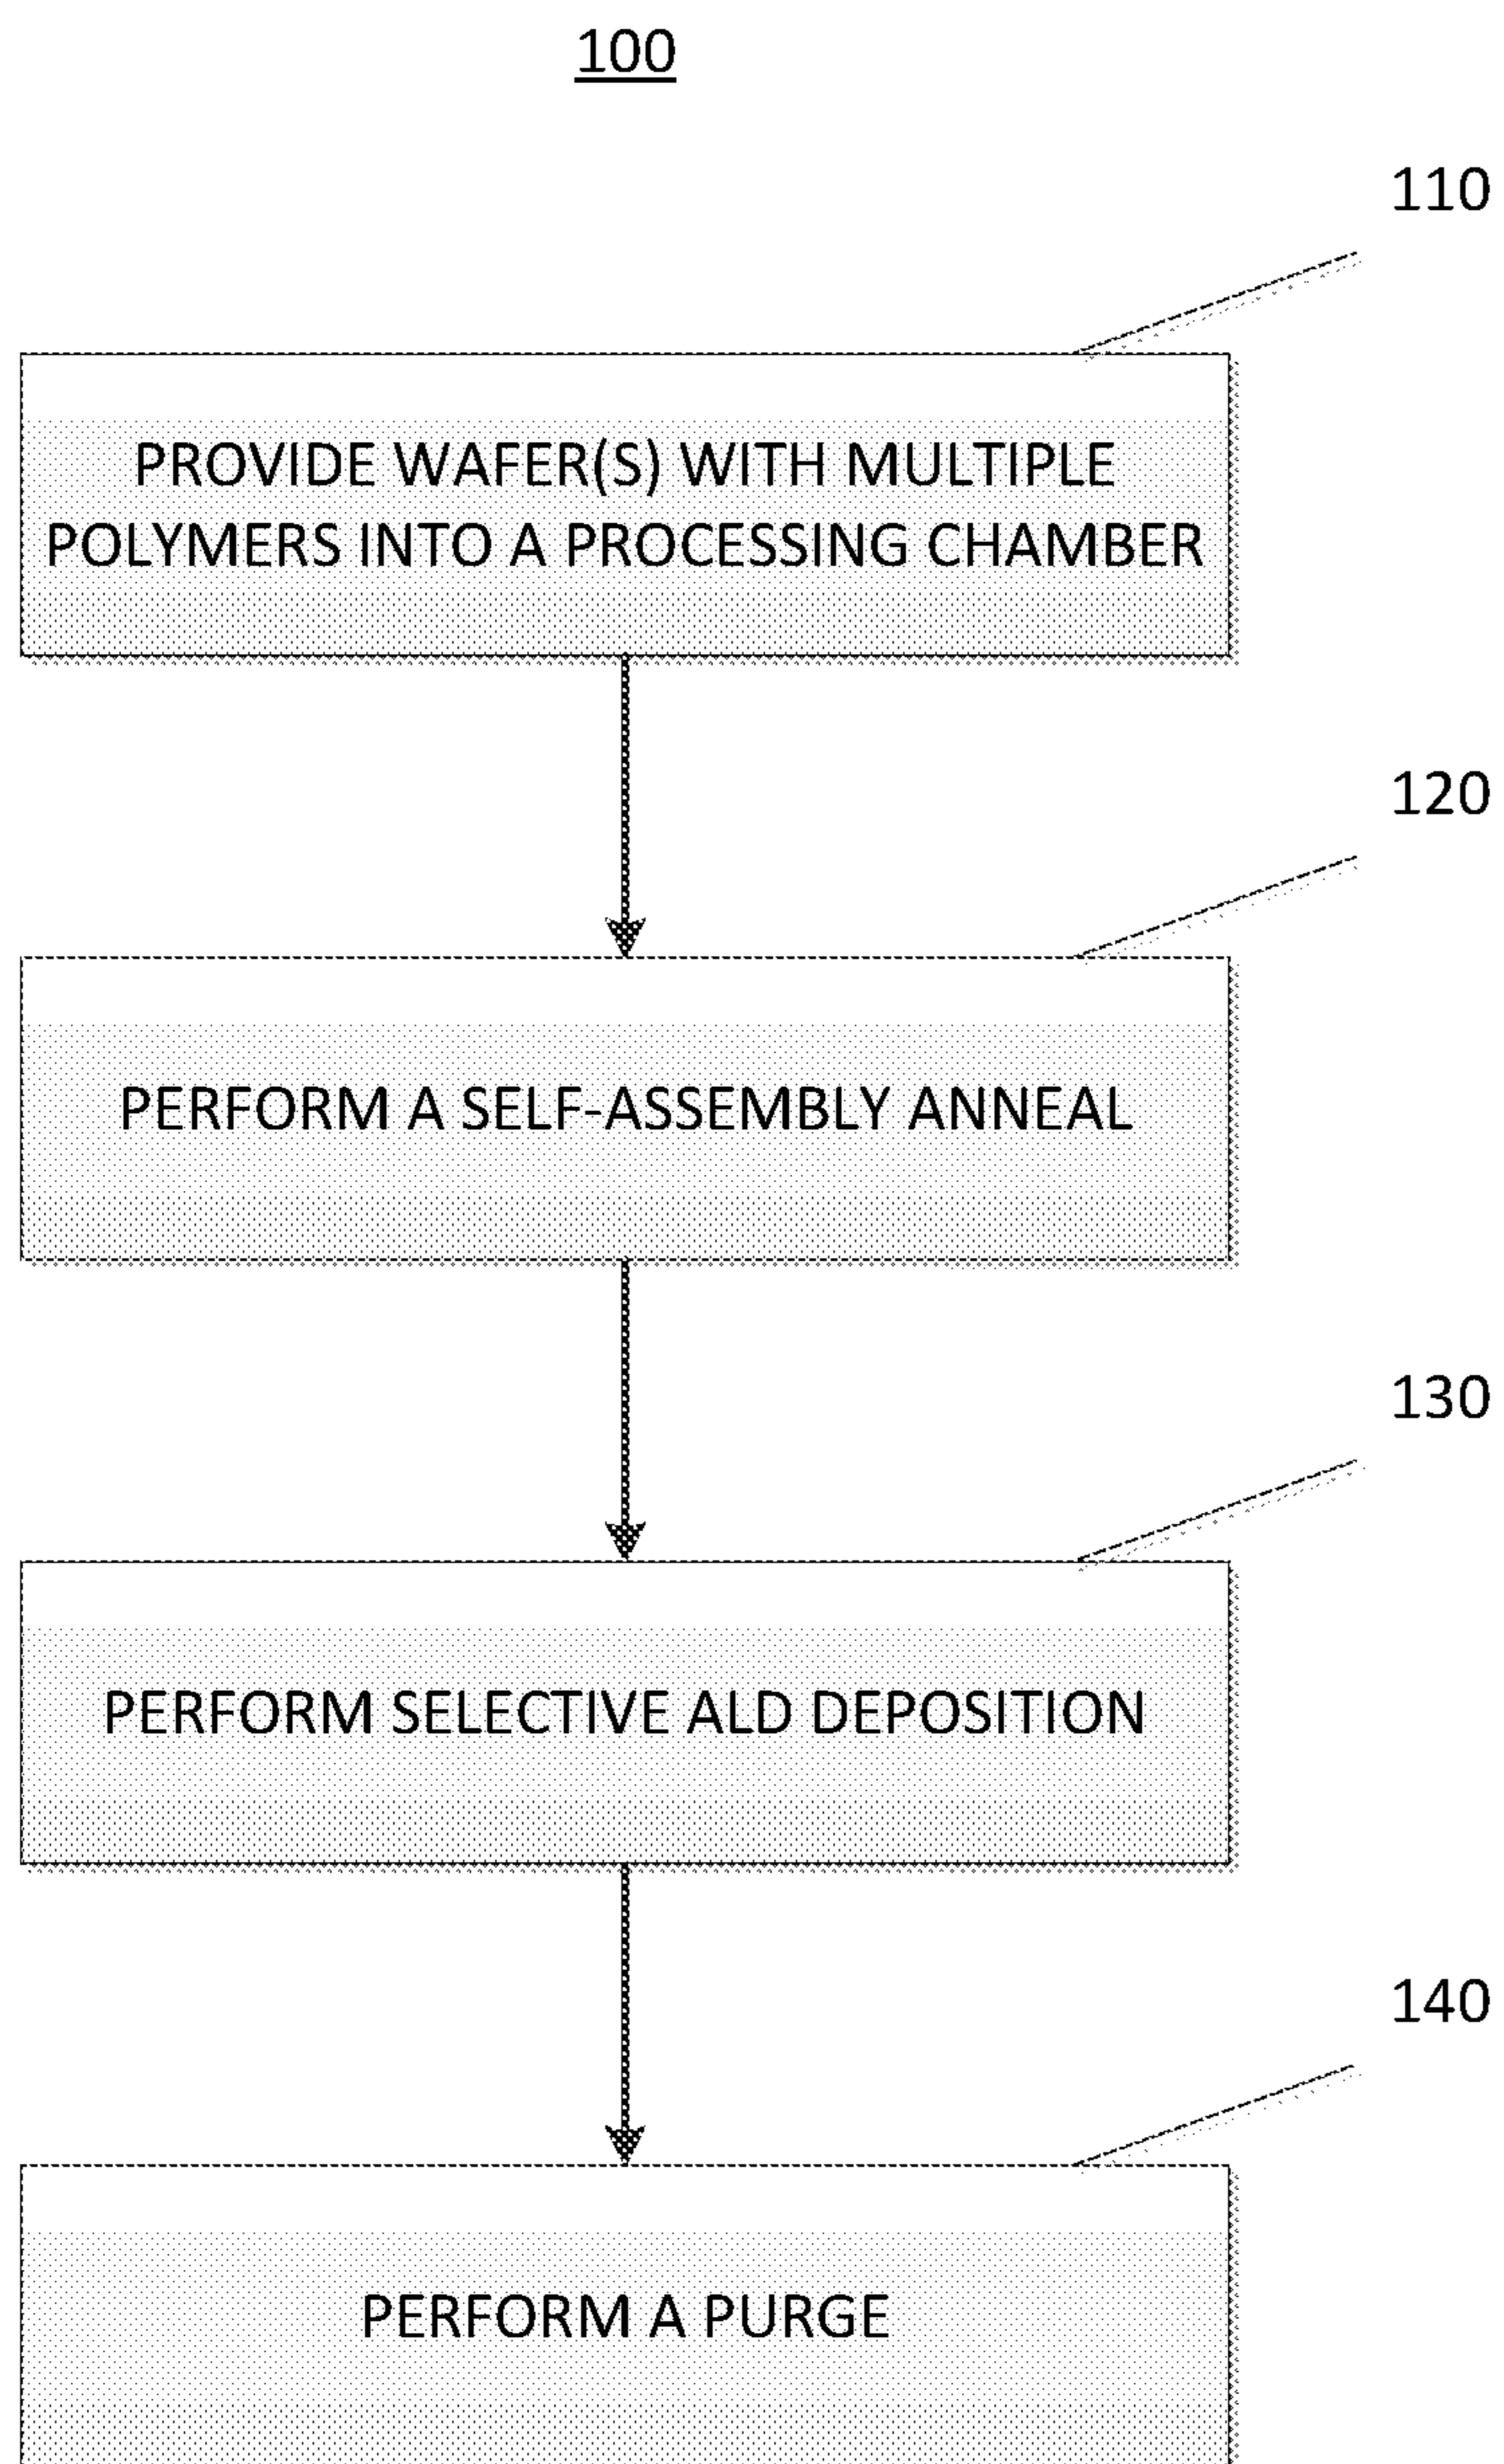 100
110
PROVIDE WAFER(S) WITH MULTIPLE
POLYMERS INTO A PROCESSING CHAMBER
120
PERFORM A SELF-ASSEMBLY ANNEAL
130
PERFORM SELECTIVE ALD DEPOSITION
140
PERFORM A PURGE